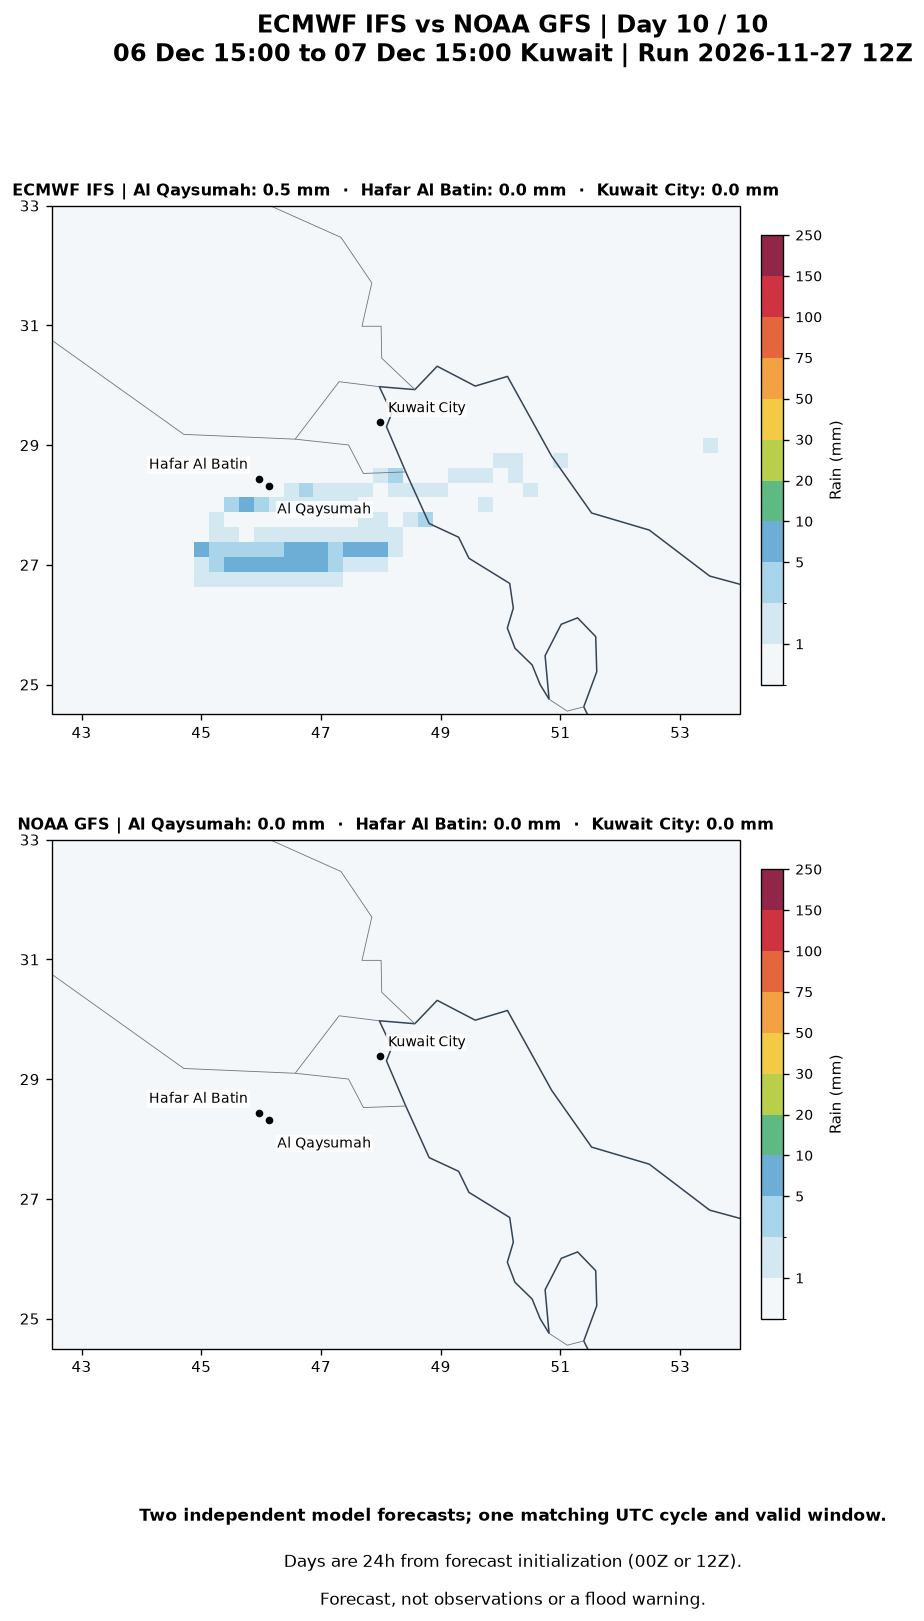 ECMWF IFS vs NOAA GFS | Day 10 / 10
06 Dec 15:00 to 07 Dec 15:00 Kuwait | Run 2026-11-27 12Z
ECMWF IFS | Al Qaysumah: 0.5 mm · Hafar Al Batin: 0.0 mm · Kuwait City: 0.0 mm
33
31
29
27
25
43 45 47 49 51 53
Kuwait City
Hafar Al Batin
Al Qaysumah
250
150
100
75
50
30
20
10
5
1
Rain (mm)
NOAA GFS | Al Qaysumah: 0.0 mm · Hafar Al Batin: 0.0 mm · Kuwait City: 0.0 mm
33
31
29
27
25
43 45 47 49 51 53
Kuwait City
Hafar Al Batin
Al Qaysumah
250
150
100
75
50
30
20
10
5
1
Rain (mm)
Two independent model forecasts; one matching UTC cycle and valid window.
Days are 24h from forecast initialization (00Z or 12Z).
Forecast, not observations or a flood warning.